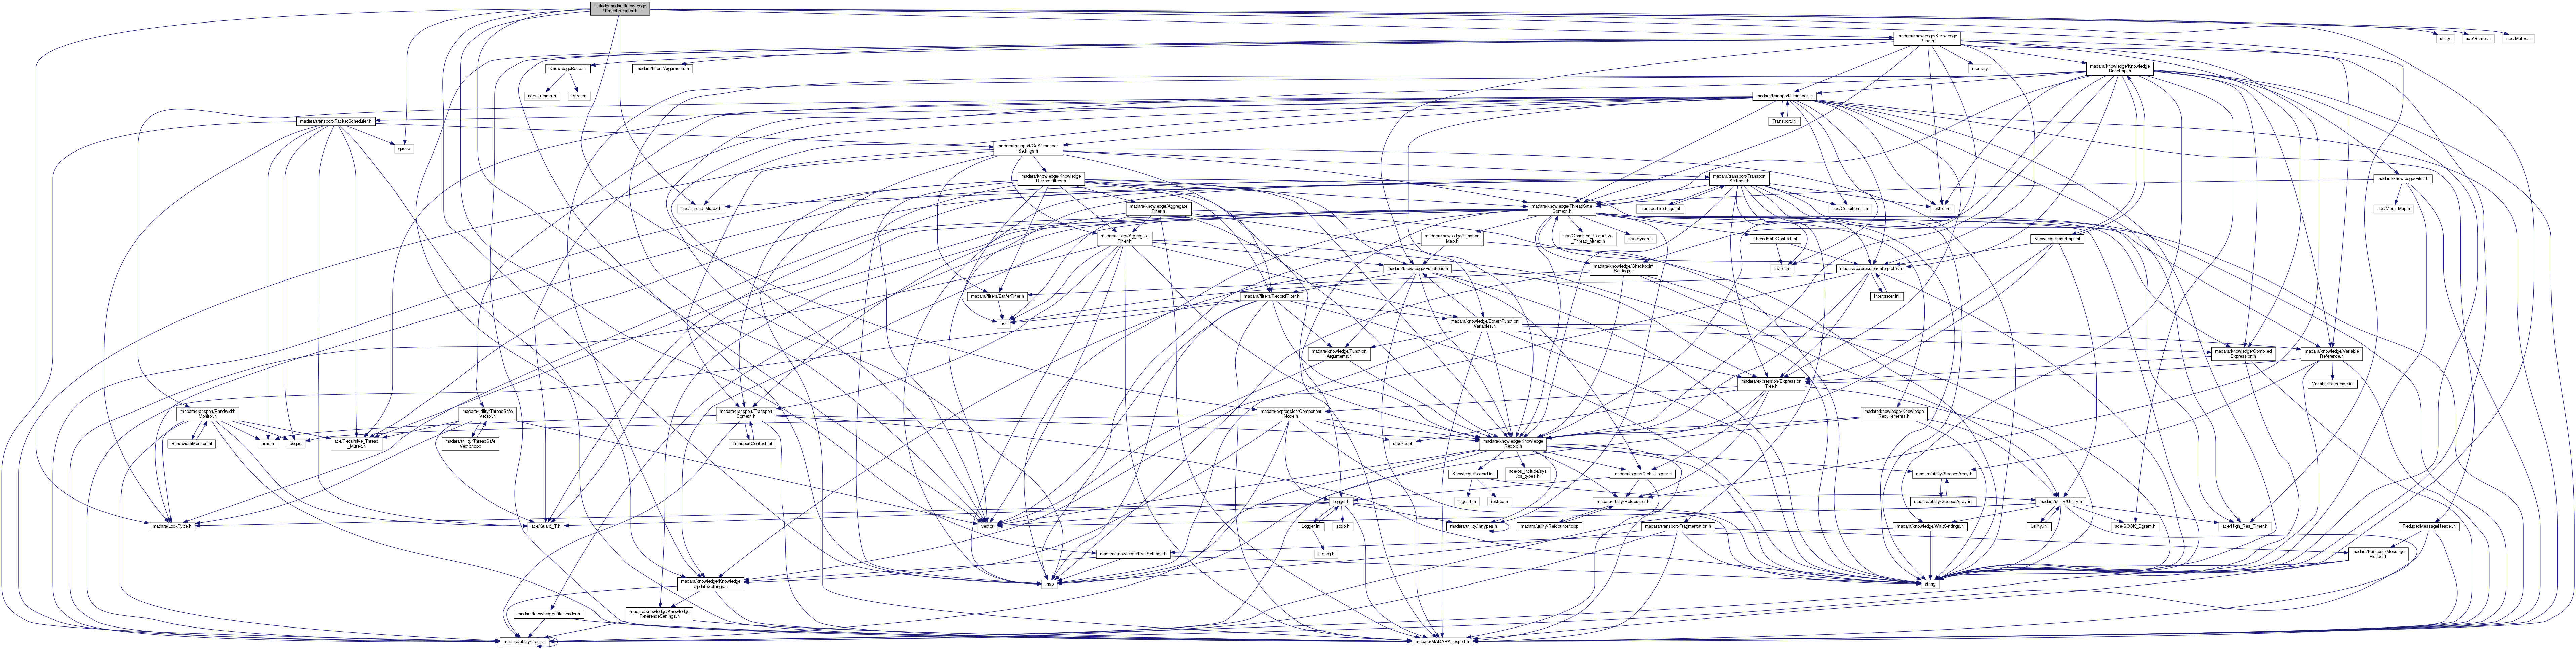 include/madara/knowledge
/TimedExecutor.h
madara/knowledge/Knowledge
Base.h
utility
ace/Barrier.h
ace/Mutex.h
KnowledgeBase.inl
madara/filters/Arguments.h
memory
madara/knowledge/Knowledge
BaseImpl.h
ace/streams.h
fstream
madara/transport/Transport.h
madara/transport/PacketScheduler.h
Transport.inl
queue
madara/transport/QoSTransport
Settings.h
madara/knowledge/Knowledge
RecordFilters.h
madara/transport/Transport
Settings.h
madara/knowledge/Files.h
ace/Thread_Mutex.h
madara/knowledge/Aggregate
Filter.h
madara/knowledge/ThreadSafe
Context.h
TransportSettings.inl
ace/Condition_T.h
ostream
ace/Mem_Map.h
madara/filters/Aggregate
Filter.h
madara/knowledge/Function
Map.h
ace/Condition_Recursive
_Thread_Mutex.h
ace/Synch.h
ThreadSafeContext.inl
KnowledgeBaseImpl.inl
madara/knowledge/Functions.h
madara/knowledge/Checkpoint
Settings.h
sstream
madara/expression/Interpreter.h
madara/filters/BufferFilter.h
madara/filters/RecordFilter.h
Interpreter.inl
list
madara/knowledge/ExternFunction
Variables.h
madara/knowledge/Function
Arguments.h
madara/knowledge/Compiled
Expression.h
madara/knowledge/Variable
Reference.h
madara/expression/Expression
Tree.h
VariableReference.inl
madara/transport/Bandwidth
Monitor.h
madara/utility/ThreadSafe
Vector.h
madara/transport/Transport
Context.h
madara/expression/Component
Node.h
madara/knowledge/Knowledge
Requirements.h
BandwidthMonitor.inl
time.h
deque
ace/Recursive_Thread
_Mutex.h
madara/utility/ThreadSafe
Vector.cpp
TransportContext.inl
stdexcept
madara/knowledge/Knowledge
Record.h
KnowledgeRecord.inl
ace/os_include/sys
/os_types.h
madara/logger/GlobalLogger.h
madara/utility/ScopedArray.h
algorithm
iostream
Logger.h
madara/utility/Refcounter.h
madara/utility/ScopedArray.inl
madara/utility/Utility.h
madara/LockType.h
ace/Guard_T.h
vector
Logger.inl
stdio.h
madara/utility/Inttypes.h
madara/utility/Refcounter.cpp
madara/transport/Fragmentation.h
madara/knowledge/WaitSettings.h
Utility.inl
ace/SOCK_Dgram.h
ace/High_Res_Timer.h
ReducedMessageHeader.h
stdarg.h
madara/knowledge/EvalSettings.h
madara/transport/Message
Header.h
madara/knowledge/Knowledge
UpdateSettings.h
map
string
madara/knowledge/FileHeader.h
madara/knowledge/Knowledge
ReferenceSettings.h
madara/utility/stdint.h
madara/MADARA_export.h